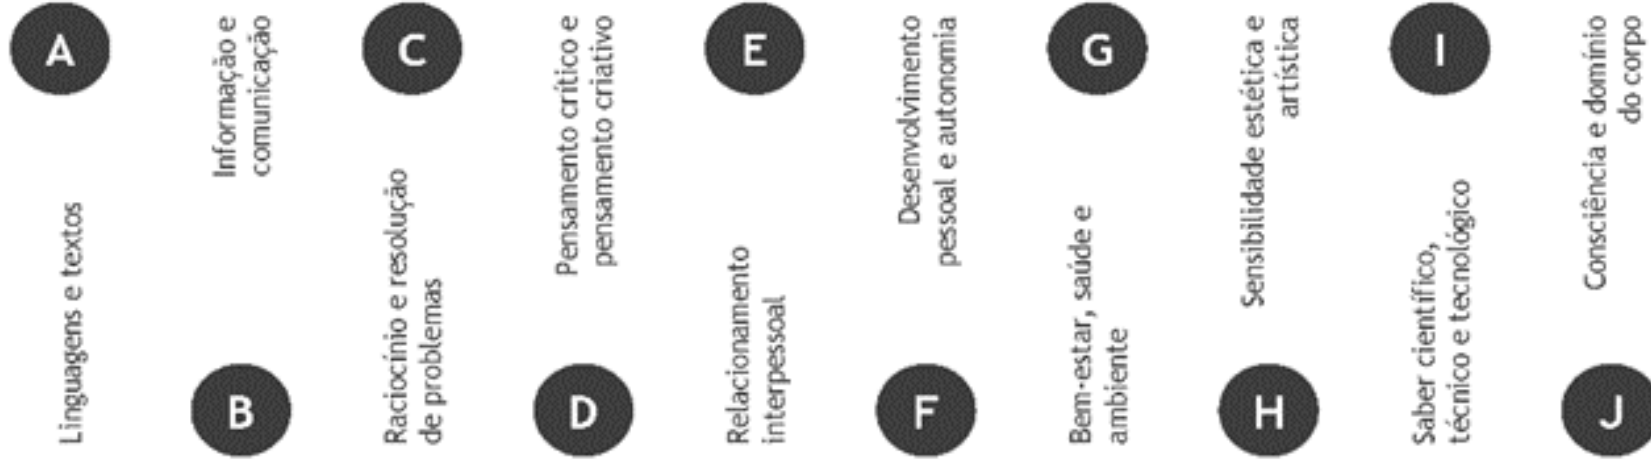 A
Linguagens e textos
B
Informação e
comunicação
C
Raciocínio e resolução
de problemas
D
Pensamento crítico e
pensamento criativo
E
Relacionamento
interpessoal
F
Desenvolvimento
pessoal e autonomia
G
Bem-estar, saúde e
ambiente
H
Sensibilidade estética e
artística
I
Saber científico,
técnico e tecnológico
J
Consciência e domínio
do corpo